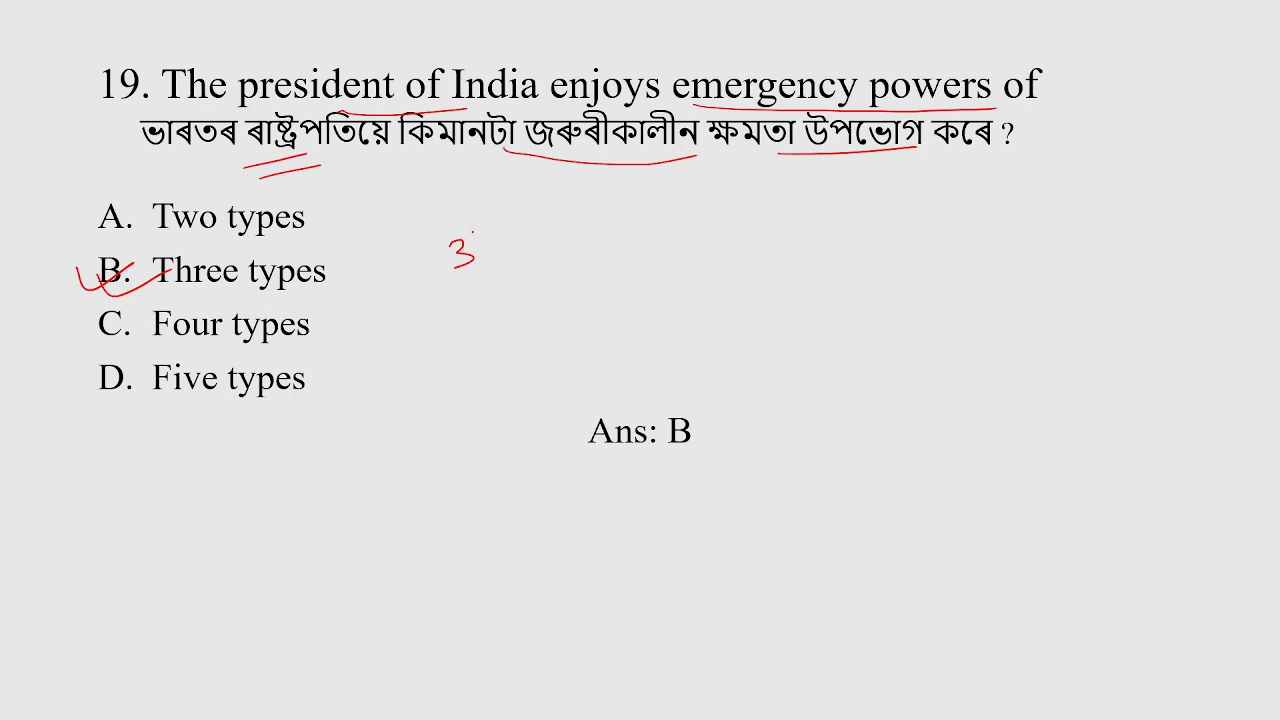 19. The president of India enjoys emergency powers of
ভাৰতৰ ৰাষ্ট্ৰপতিয়ে কিমানটা জৰুৰীকালীন ক্ষমতা উপভোগ কৰে ?
A. Two types
B. Three types
3
C. Four types
D. Five types
Ans: B